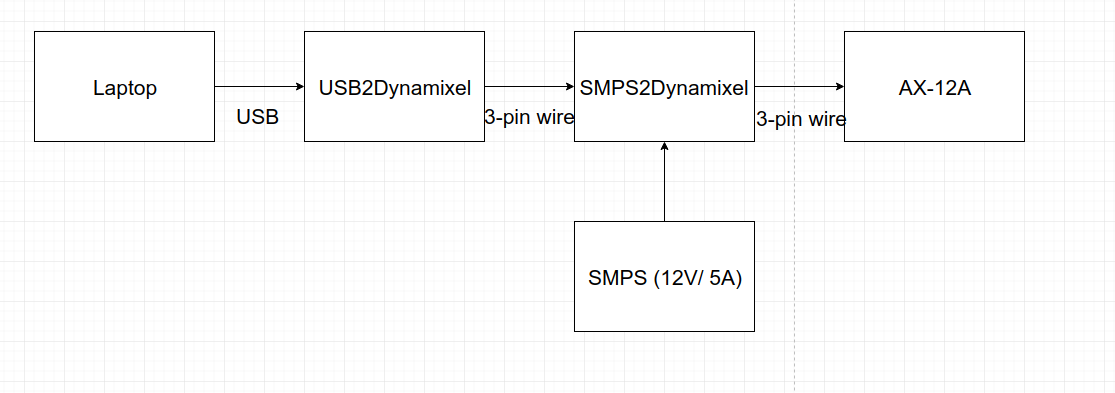 Laptop
USB
USB2Dynamixel
3-pin wire
SMPS2Dynamixel
3-pin wire
AX-12A
SMPS (12V/ 5A)